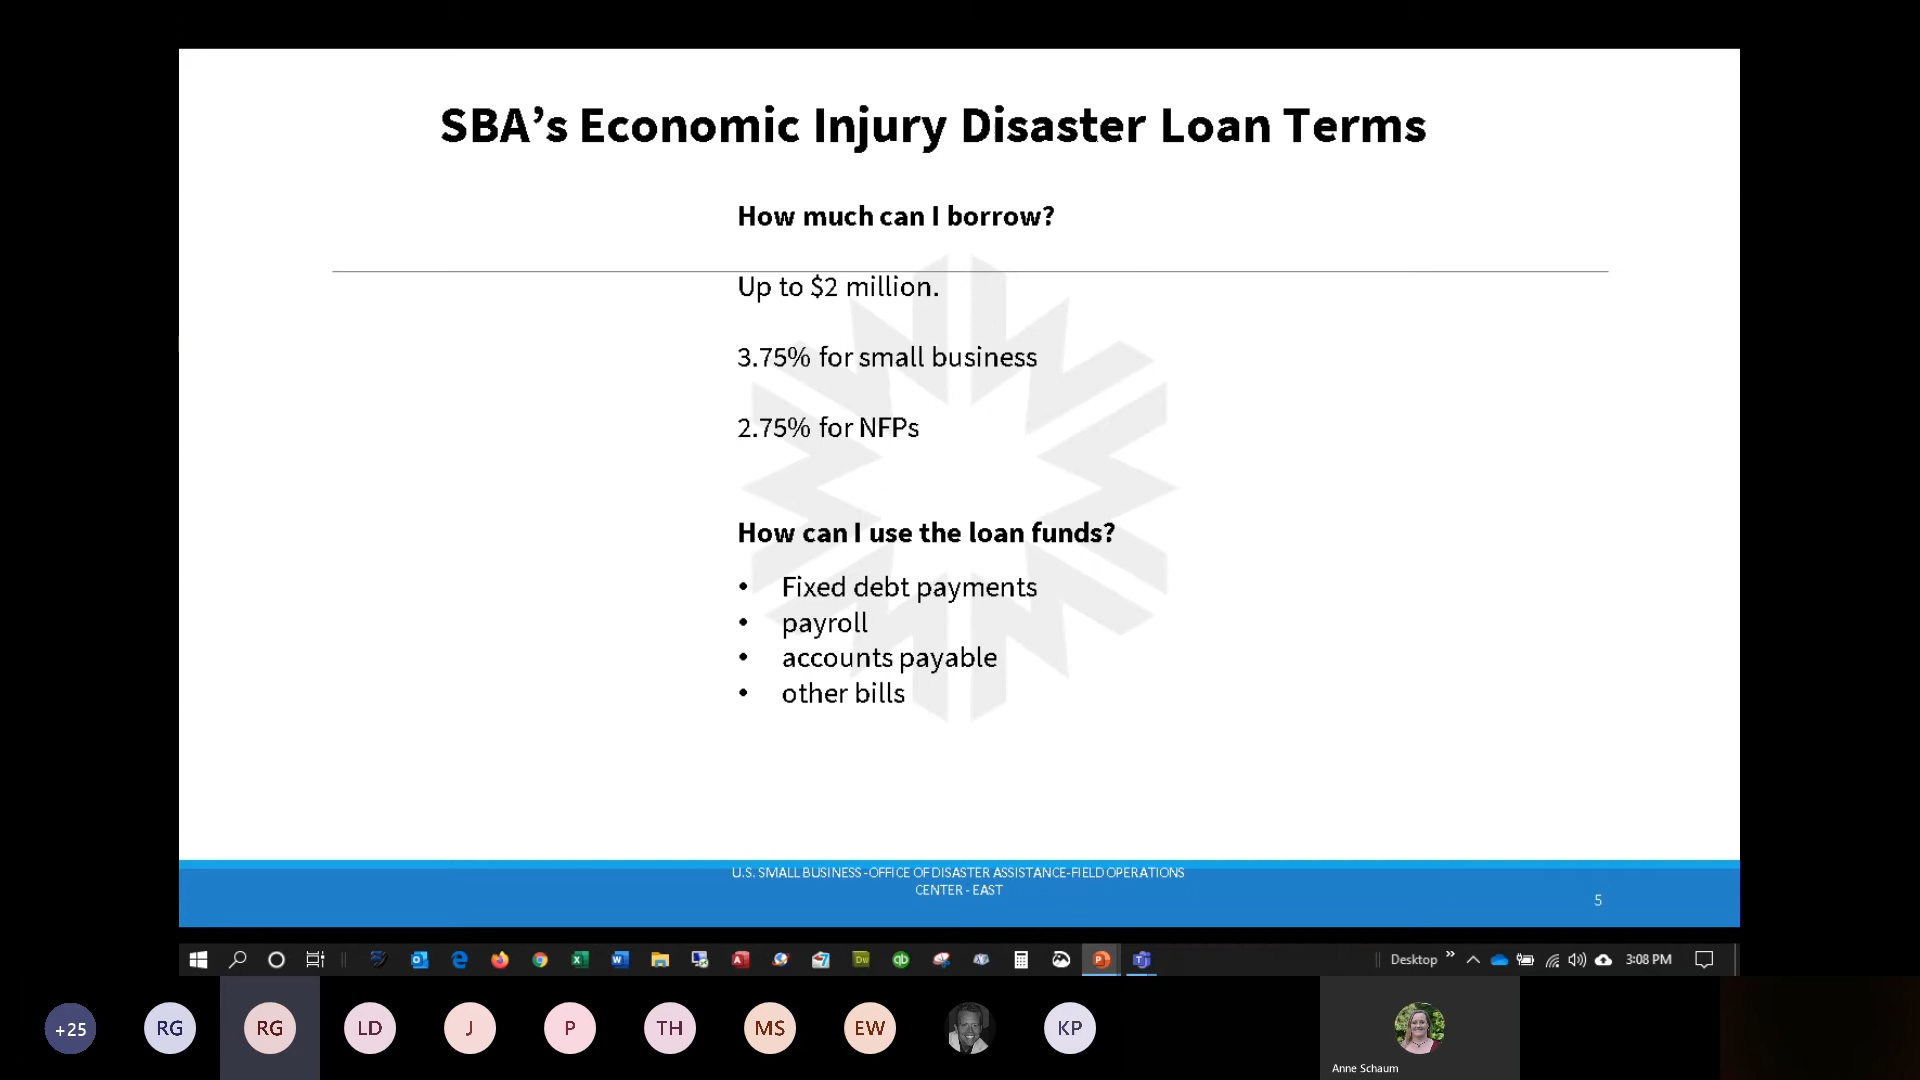 SBA’s Economic Injury Disaster Loan Terms
How much can I borrow?
Up to $2 million.
3.75% for small business
2.75% for NFPs
How can I use the loan funds?
• Fixed debt payments
• payroll
• accounts payable
• other bills
U.S. SMALL BUSINESS -OFFICE OF DISASTER ASSISTANCE-FIELD OPERATIONS
CENTER - EAST
5
Desktop
3:08 PM
+25
RG
RG
LD
J
P
TH
MS
EW
KP
Anne Schaum